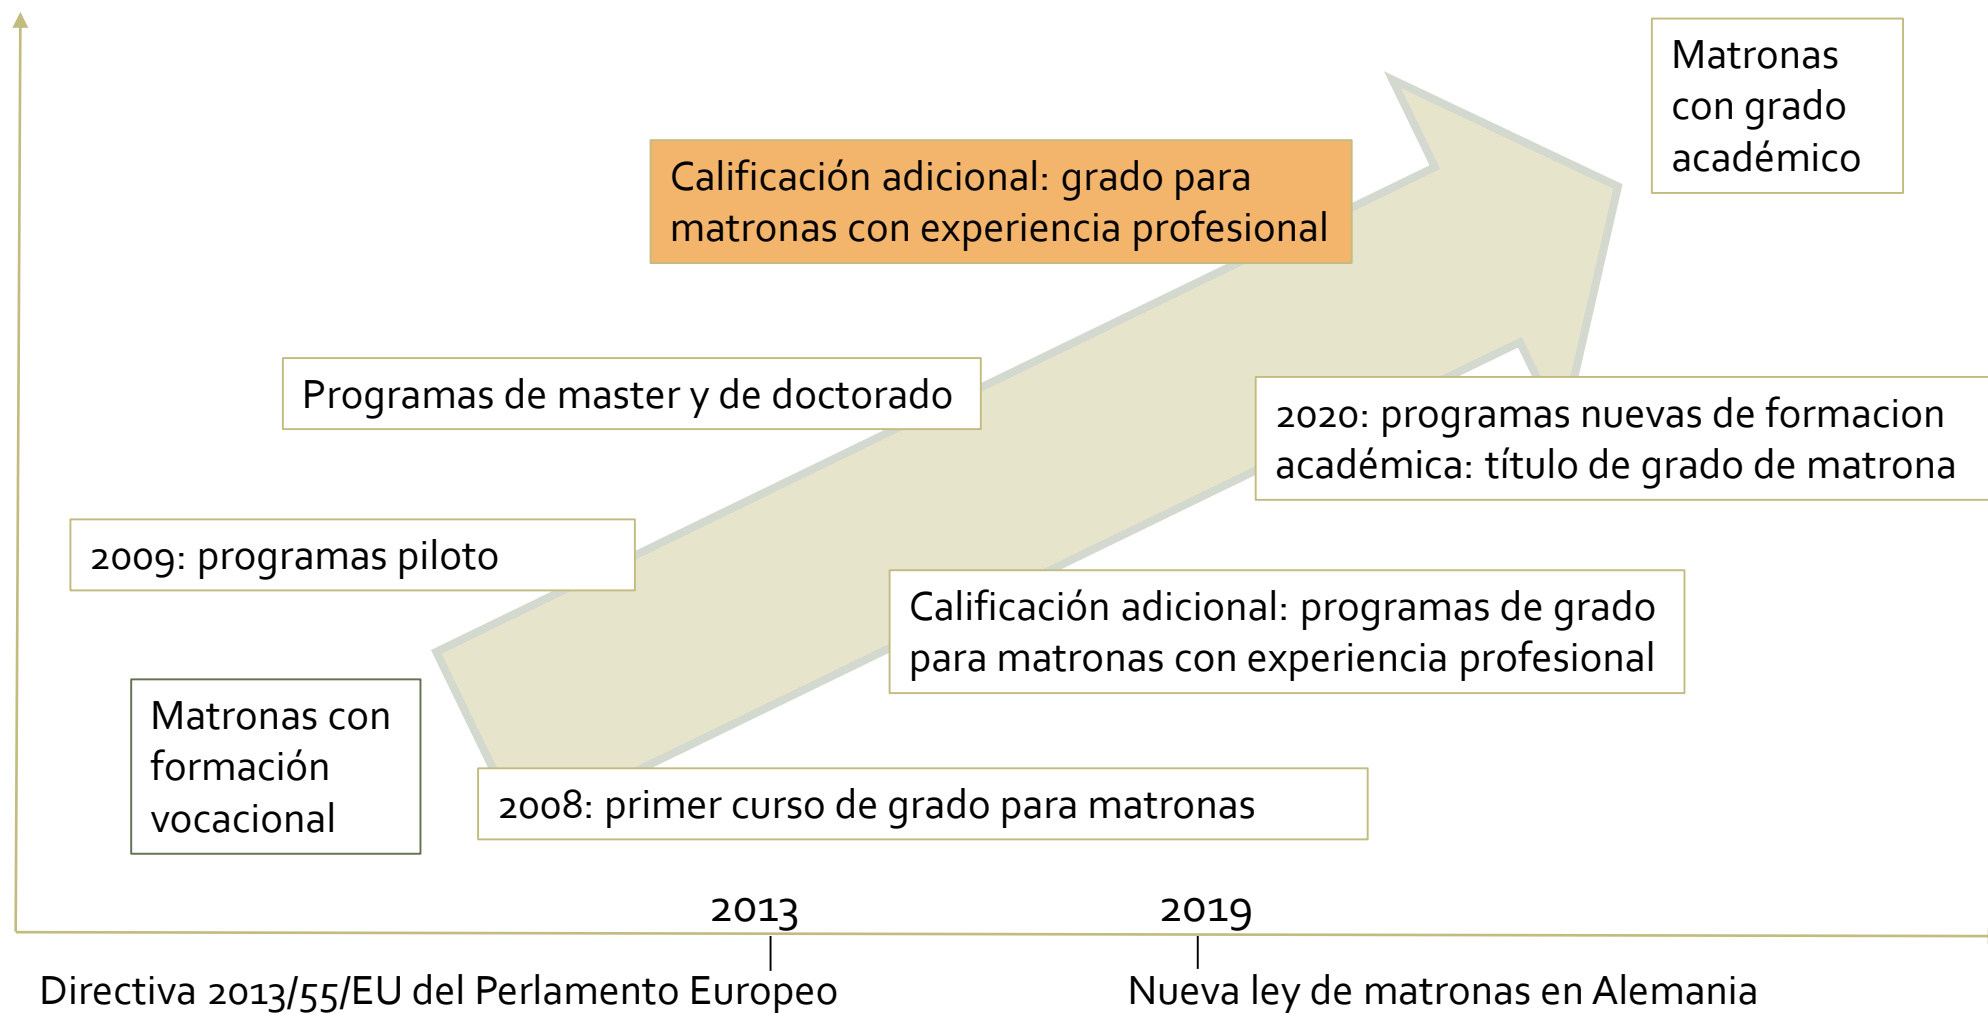 Matronas
con grado
académico
Calificación adicional: grado para
matronas con experiencia profesional
Programas de master y de doctorado
2020: programas nuevas de formacion
académica: título de grado de matrona
2009: programas piloto
Calificación adicional: programas de grado
para matronas con experiencia profesional
Matronas con
formación
vocacional
2008: primer curso de grado para matronas
2013
2019
Directiva 2013/55/EU del Perlamento Europeo
Nueva ley de matronas en Alemania